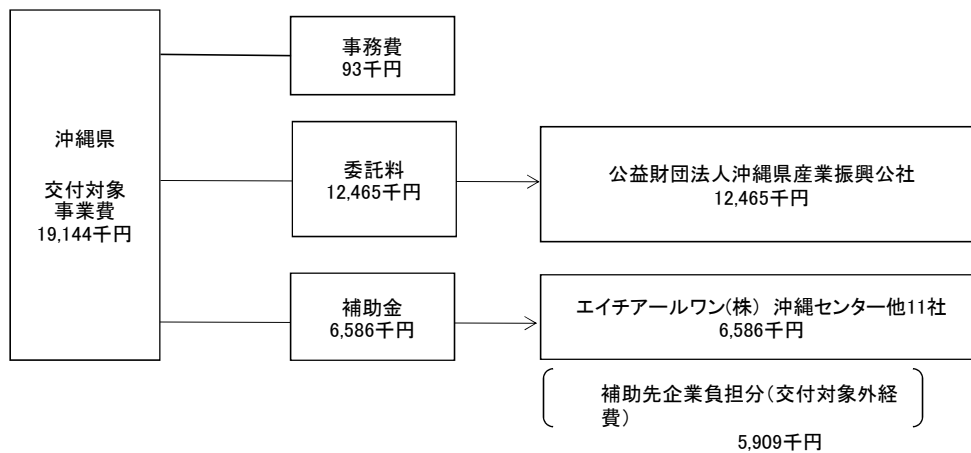 沖縄県
交付対象
事業費
19,144千円
事務費
93千円
委託料
12,465千円
公益財団法人沖縄県産業振興公社
12,465千円
補助金
6,586千円
エイチアールワン(株) 沖縄センター他11社
6,586千円
補助先企業負担分(交付対象外経
費)
5,909千円